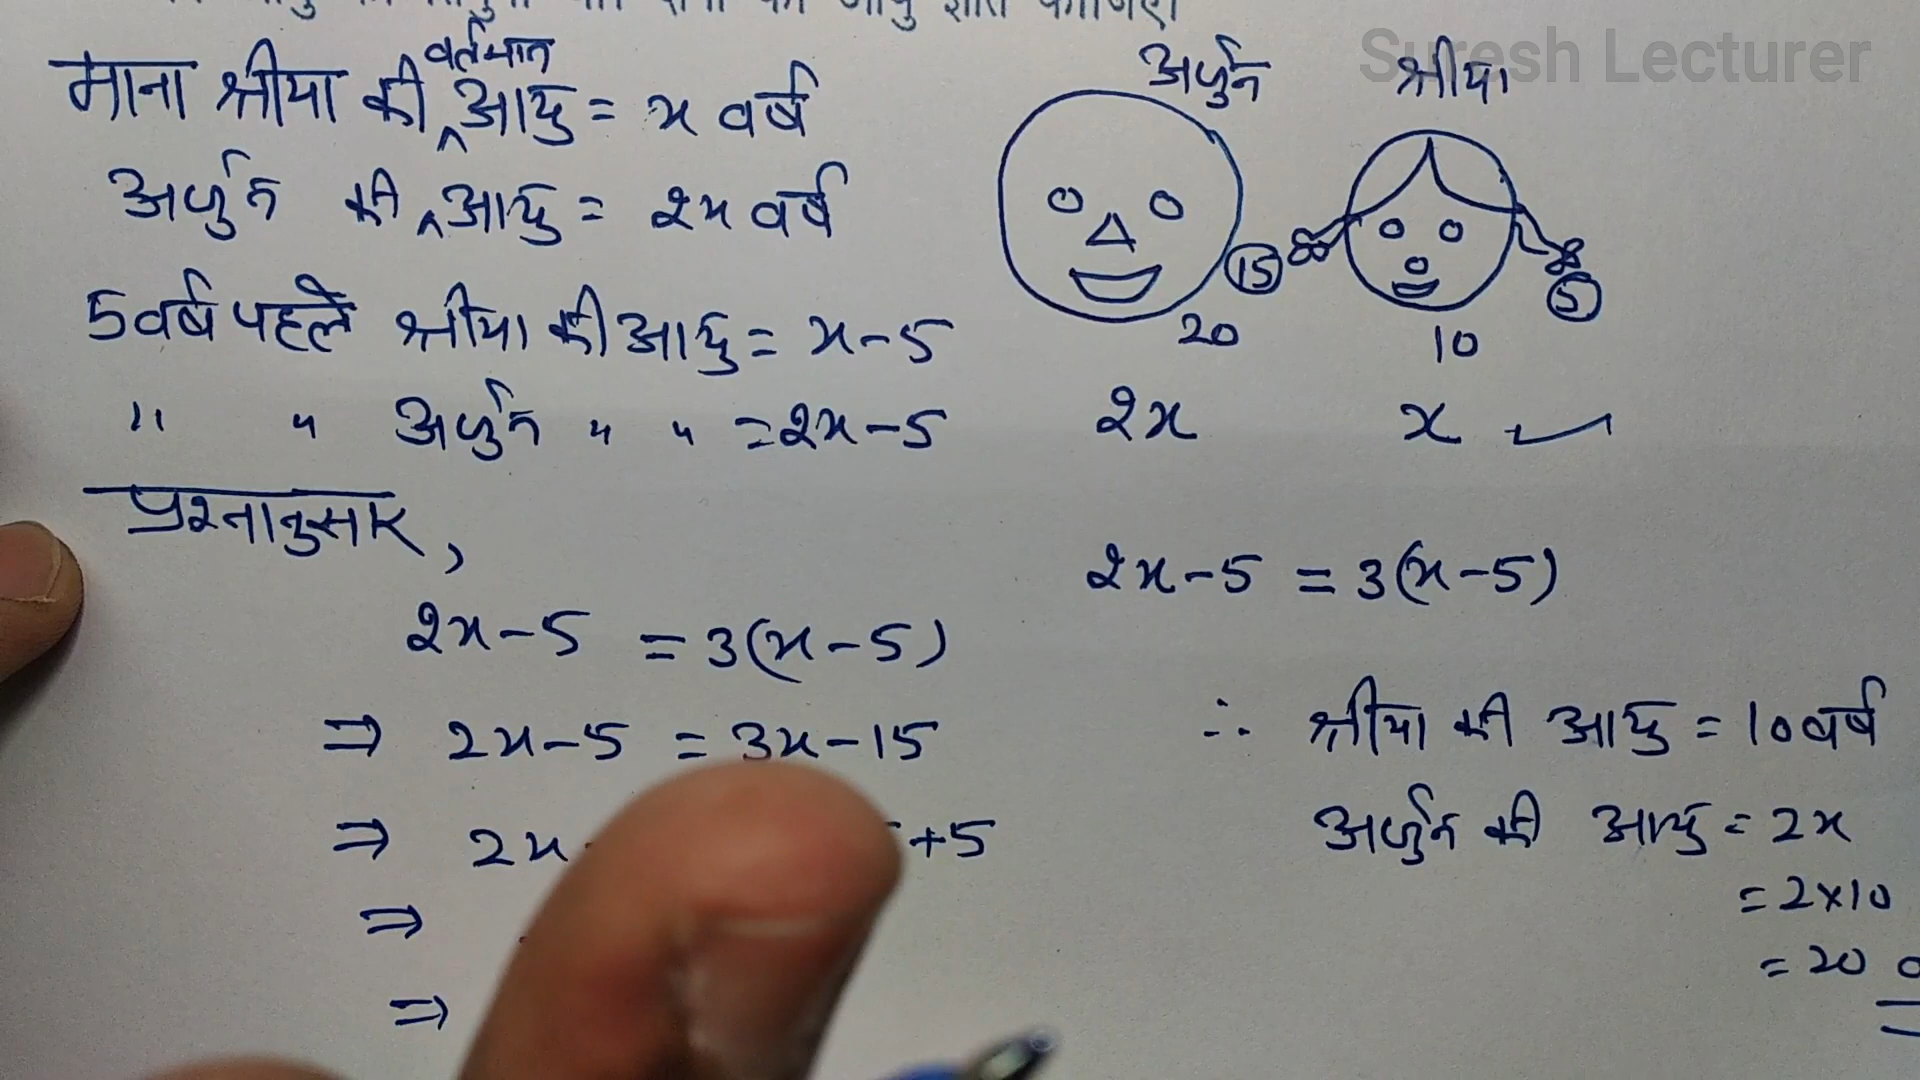 Suresh Lecturer
माना श्रीया की वर्तमान आयु = x वर्ष
अर्जुन की ^ आयु = 2x वर्ष
5 वर्ष पहले श्रीया की आयु = x-5
" " अर्जुन " " = 2x-5
प्रश्नानुसार,
2x-5 = 3(x-5)
⇒ 2x-5 = 3x-15
⇒ 2x +5
⇒
⇒
अर्जुन श्रीया
15 5
20 10
2x x ✓
2x-5 = 3(x-5)
∴ श्रीया की आयु = 10 वर्ष
अर्जुन की आयु = 2x
= 2×10
= 20